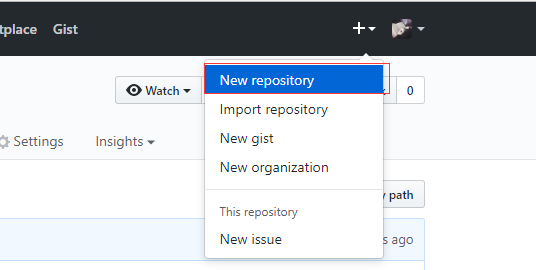 tplace Gist
Watch
0
New repository
Import repository
New gist
New organization
Settings Insights
This repository
New issue
path
s ago